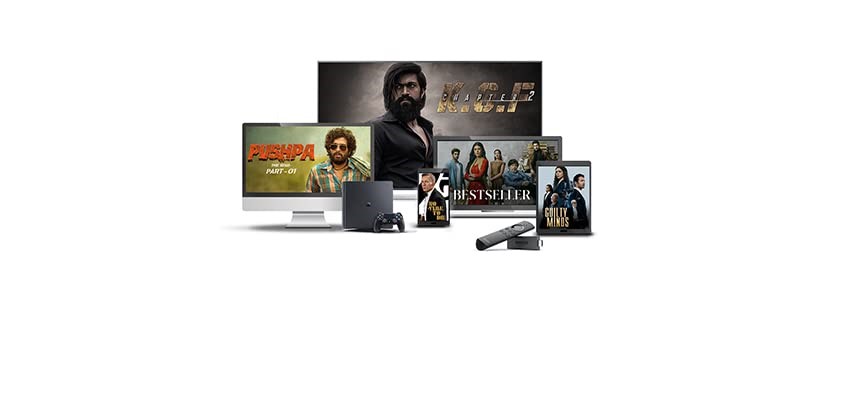 K.G.F
CHAPTER 2
PUSHPA
THE RISE
PART - 01
BESTSELLER
NO
TIME
TO DIE
GUILTY
MINDS